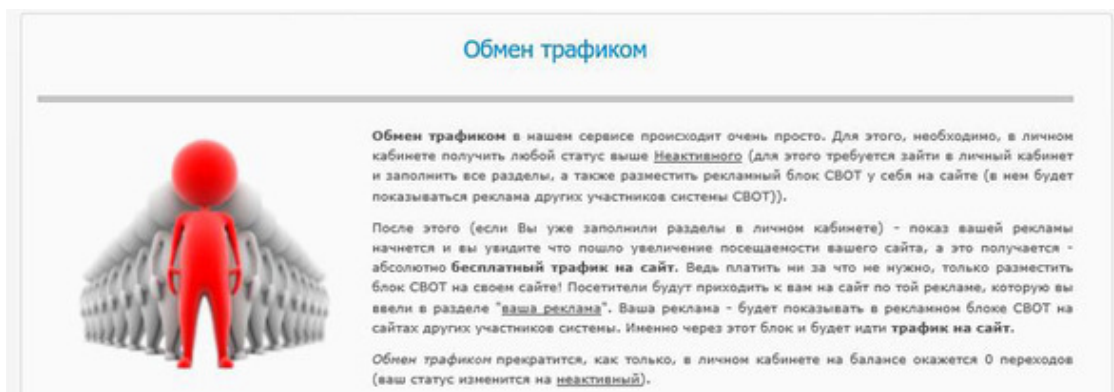 Обмен трафиком
Обмен трафиком в нашем сервисе происходит очень просто. Для этого, необходимо, в личном
кабинете получить любой статус выше Неактивного (для этого требуется зайти в личный кабинет
и заполнить все разделы, а также разместить рекламный блок СВОТ у себя на сайте (в нем будет
показываться реклама других участников системы СВОТ)).
После этого (если Вы уже заполнили разделы в личном кабинете) - показ вашей рекламы
начнется и вы увидите что пошло увеличение посещаемости вашего сайта, а это получается -
абсолютно бесплатный трафик на сайт. Ведь платить ни за что не нужно, только разместить
блок СВОТ на своем сайте! Посетители будут приходить к вам на сайт по той рекламе, которую вы
ввели в разделе "ваша реклама". Ваша реклама - будет показывать в рекламном блоке СВОТ на
сайтах других участников системы. Именно через этот блок и будет идти трафик на сайт.
Обмен трафиком прекратится, как только, в личном кабинете на балансе окажется 0 переходов
(ваш статус изменится на неактивный).